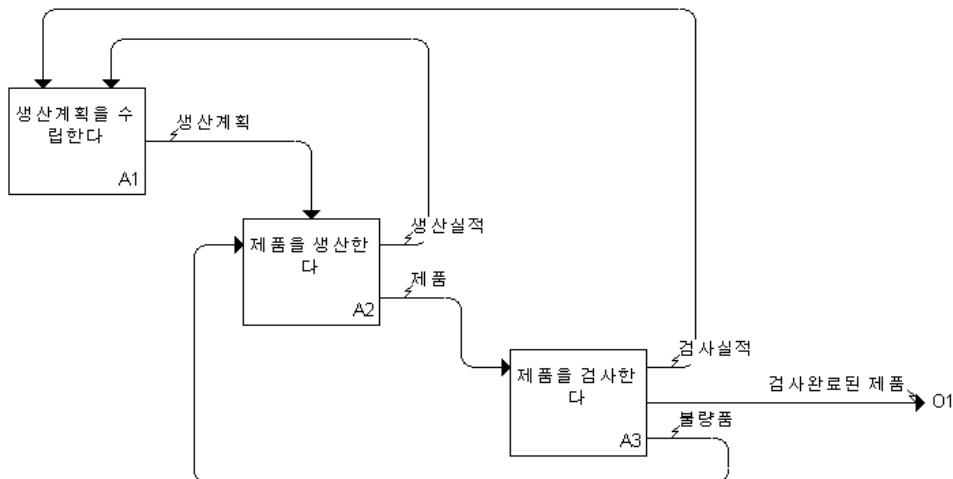 생산계획을 수
립한다
A1
생산계획
제품을 생산한
다
A2
생산실적
제품
제품을 검사한
다
A3
검사실적
검사완료된 제품
O1
불량품